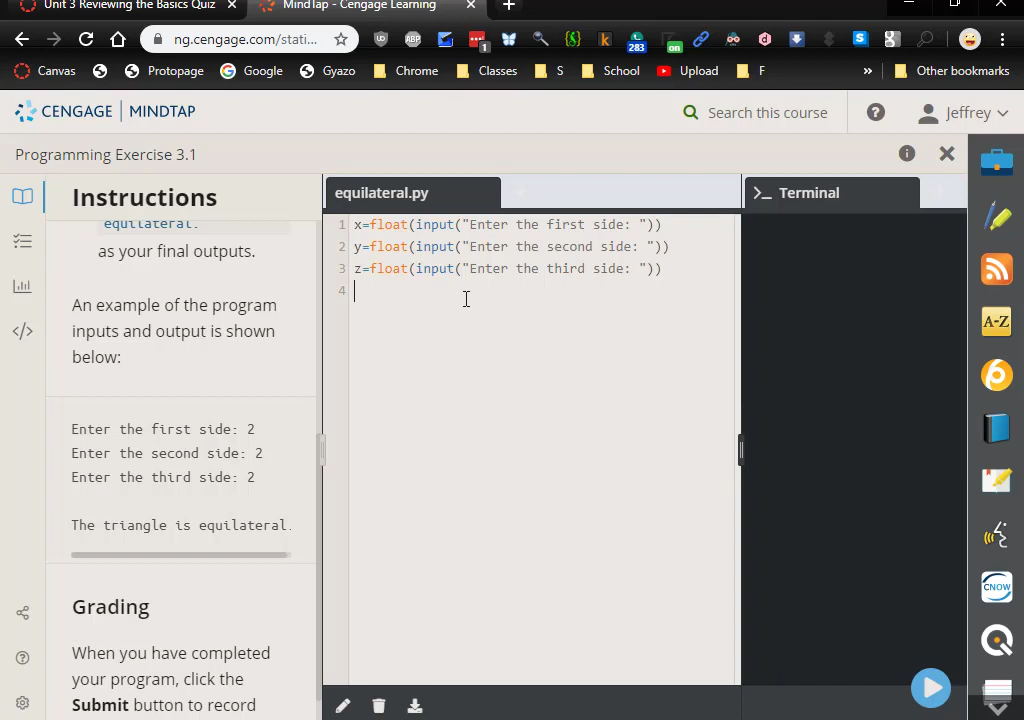 Unit 3 Reviewing the Basics Quiz
MindTap - Cengage Learning
ng.cengage.com/stati...
1
283
on
Canvas
Protopage
Google
Gyazo
Chrome
Classes
S
School
Upload
F
»
Other bookmarks
CENGAGE | MINDTAP
Search this course
Jeffrey
Programming Exercise 3.1
Instructions
equilateral.
as your final outputs.
An example of the program
inputs and output is shown
below:
Enter the first side: 2
Enter the second side: 2
Enter the third side: 2
The triangle is equilateral.
Grading
When you have completed
your program, click the
Submit button to record
equilateral.py
1 x=float(input("Enter the first side: "))
2 y=float(input("Enter the second side: "))
3 z=float(input("Enter the third side: "))
4
>_ Terminal
A-Z
CNOW